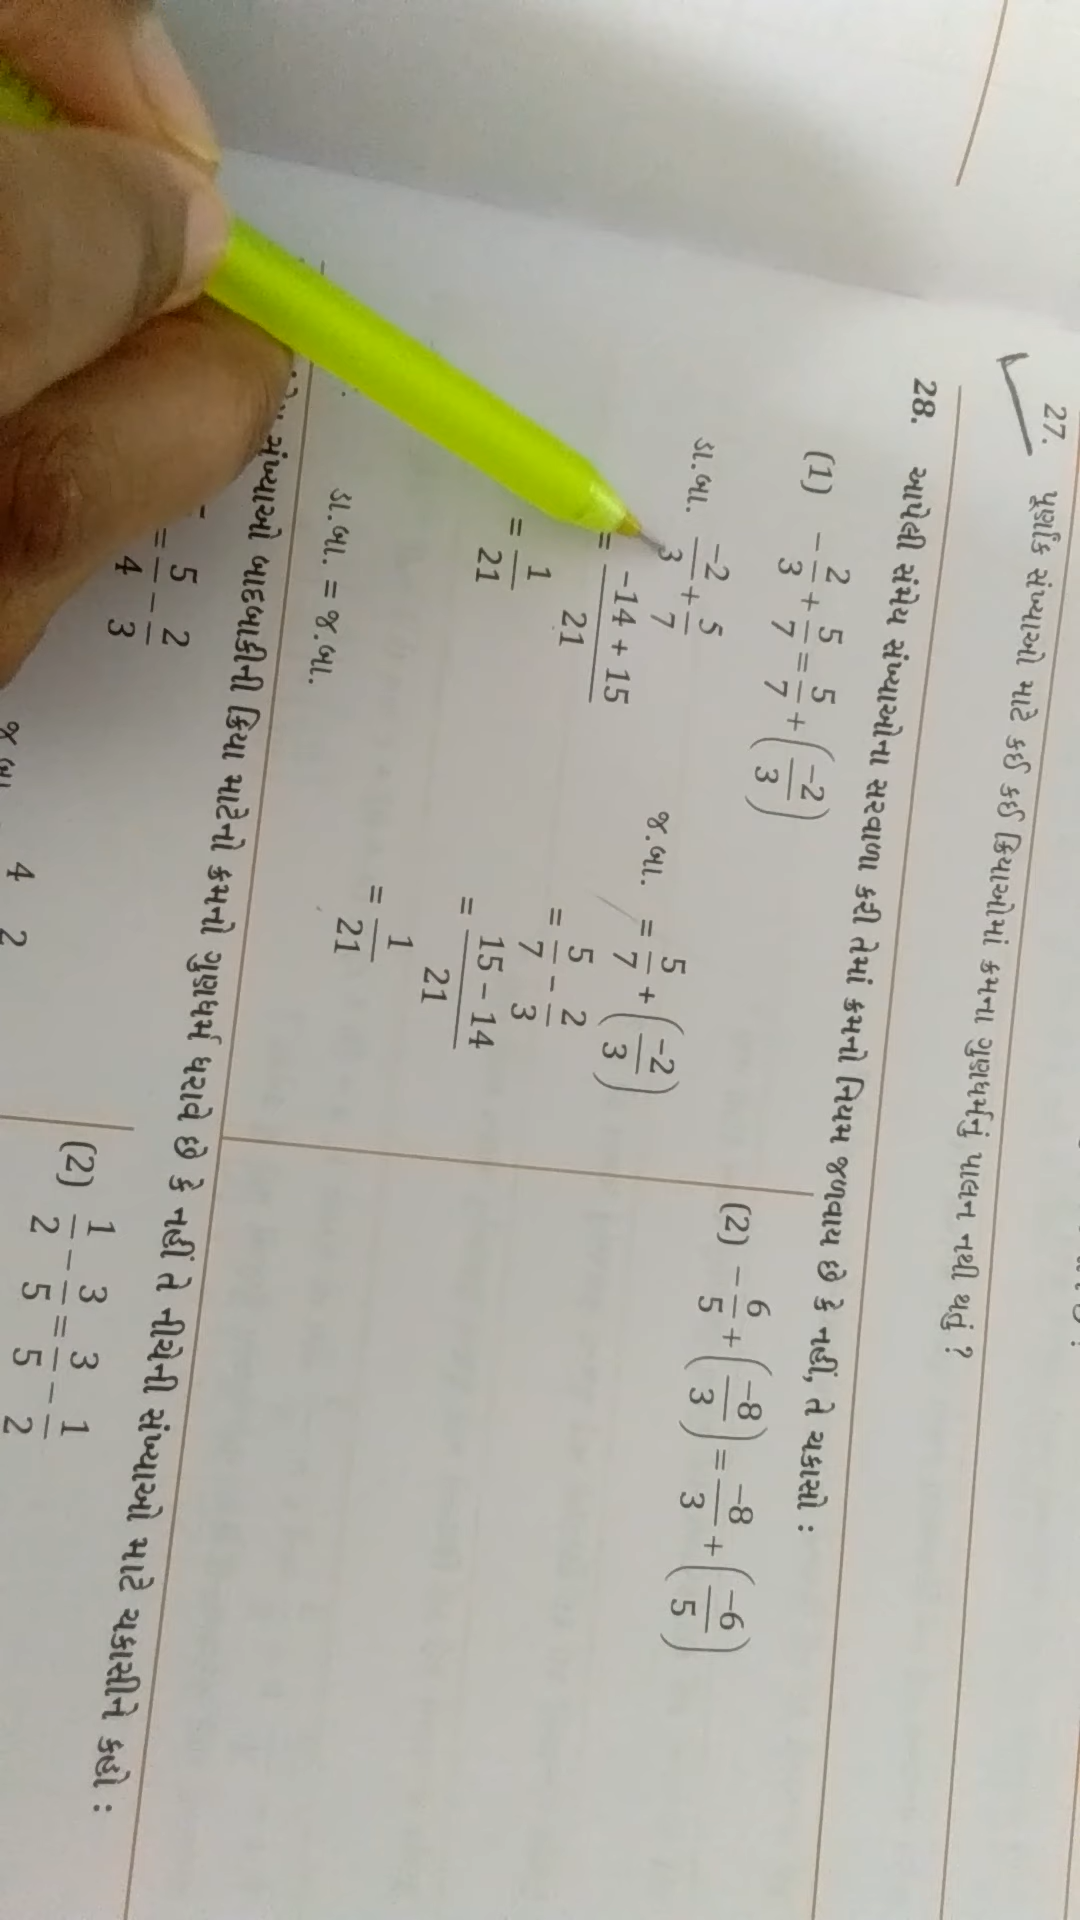 27. પૂર્ણાંક સંખ્યાઓ માટે કઈ કઈ ક્રિયાઓમાં ક્રમના ગુણધર્મનું પાલન નથી થતું ?
28. આપેલી સંમેય સંખ્યાઓના સરવાળા કરી તેમાં ક્રમનો નિયમ જળવાય છે કે નહીં, તે ચકાસો :
(1) -2/3 + 5/7 = 5/7 + (-2/3)
ડા.બા. -2/3 + 5/7
= -14 + 15/21
= 1/21
જ.બા. = 5/7 + (-2/3)
= 5/7 - 2/3
= 15 - 14/21
= 1/21
ડા.બા. = જ.બા.
(2) -6/5 + (-8/3) = -8/3 + (-6/5)
સંખ્યાઓ બાદબાકીની ક્રિયા માટેનો ક્રમનો ગુણધર્મ ધરાવે છે કે નહીં તે નીચેની સંખ્યાઓ માટે ચકાસીને કહો :
= 5/4 - 2/3
(2) 1/2 - 3/5 = 3/5 - 1/2
4 2